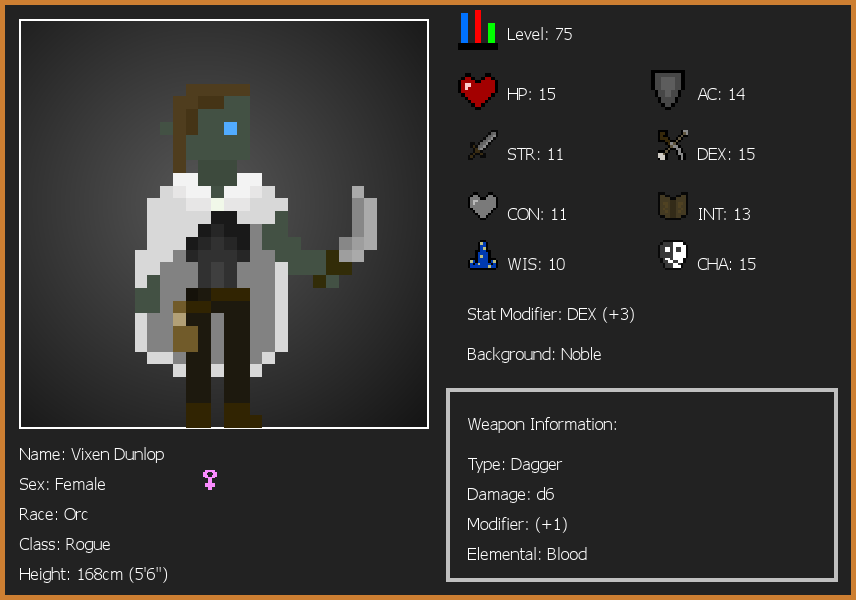 Level: 75
HP: 15
AC: 14
STR: 11
DEX: 15
CON: 11
INT: 13
WIS: 10
CHA: 15
Stat Modifier: DEX (+3)
Background: Noble
Weapon Information:
Type: Dagger
Damage: d6
Modifier: (+1)
Elemental: Blood
Name: Vixen Dunlop
Sex: Female
Race: Orc
Class: Rogue
Height: 168cm (5'6")